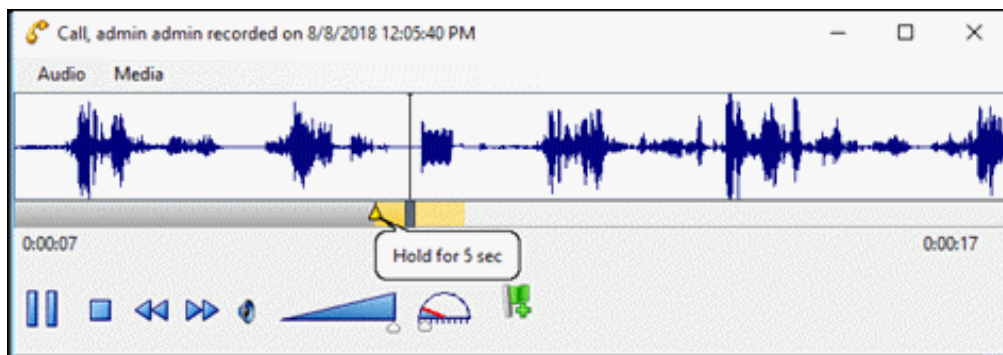 Call, admin admin recorded on 8/8/2018 12:05:40 PM
Audio Media
0:00:07 0:00:17
Hold for 5 sec